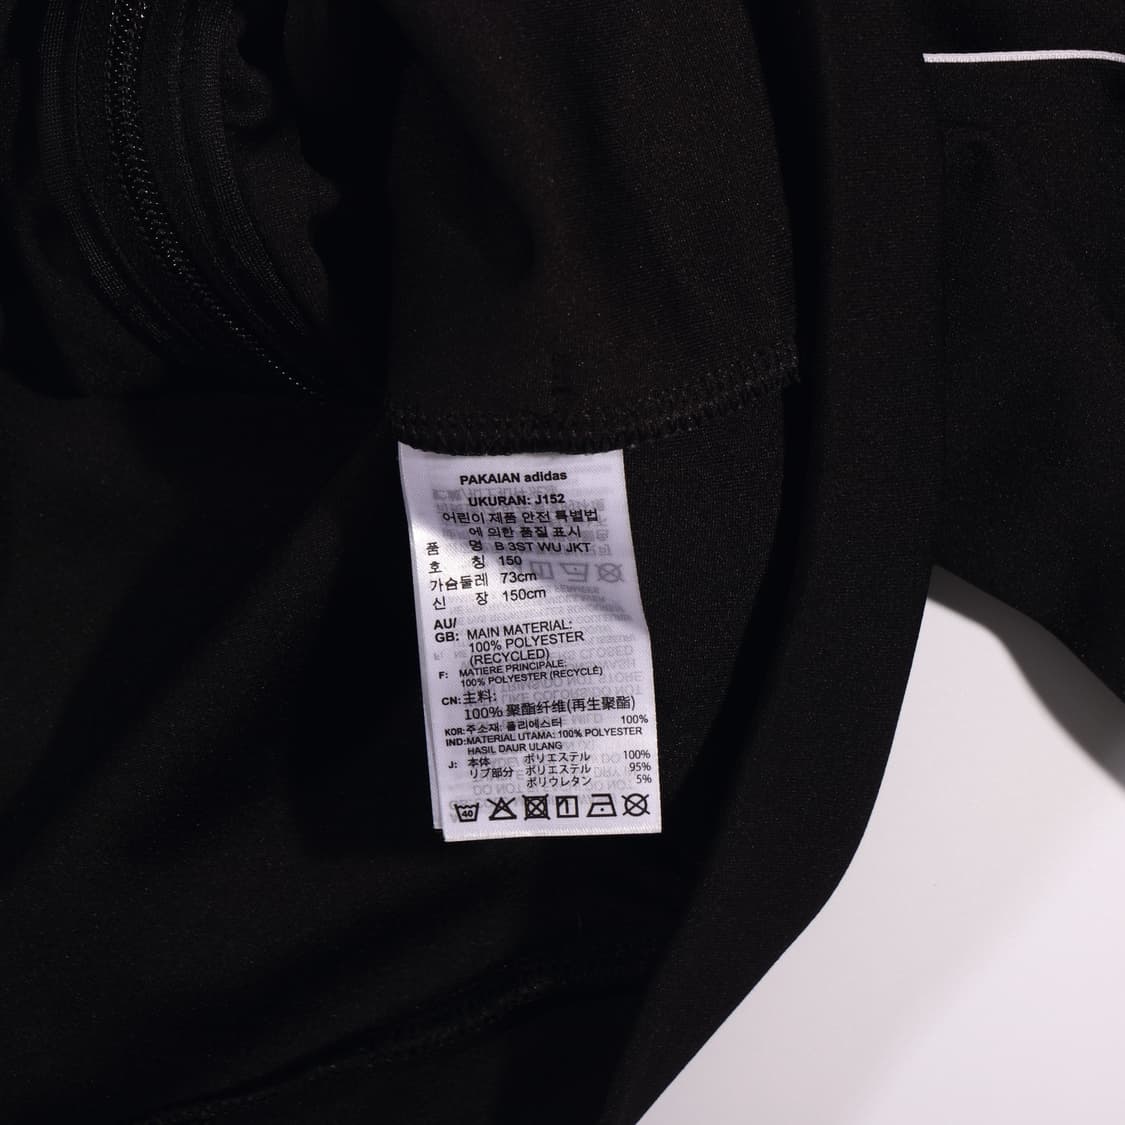 PAKAIAN adidas
UKURAN: J152
어린이 제품 안전 특별법
에 의한 품질 표시
품 명 B 3ST WU JKT
호 칭 150
가슴둘레 73cm
신 장 150cm
AU/
GB: MAIN MATERIAL:
100% POLYESTER
(RECYCLED)
F: MATIERE PRINCIPALE:
100% POLYESTER (RECYCLÉ)
CN: 主料:
100% 聚酯纤维(再生聚酯)
KOR: 주소재: 폴리에스터 100%
IND: MATERIAL UTAMA: 100% POLYESTER
HASIL DAUR ULANG
J: 本体 ポリエステル 100%
リブ部分 ポリエステル 95%
ポリウレタン 5%
40